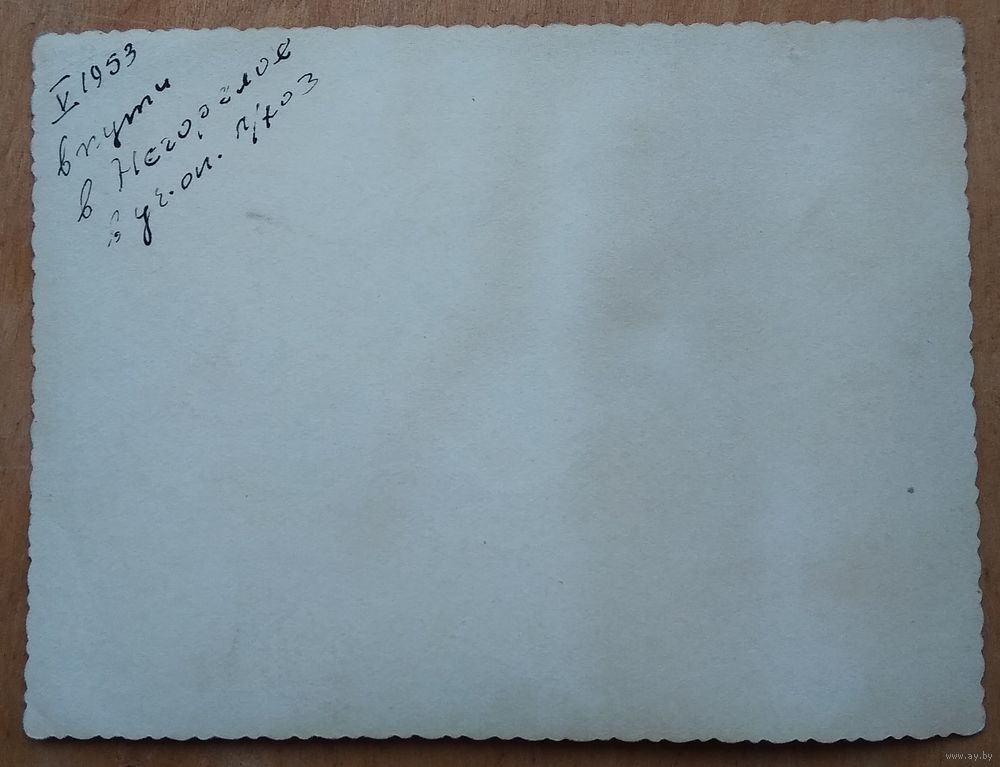 V 1953
в пути
в Негорелое
в уч. оп. л/хоз
www.ay.by